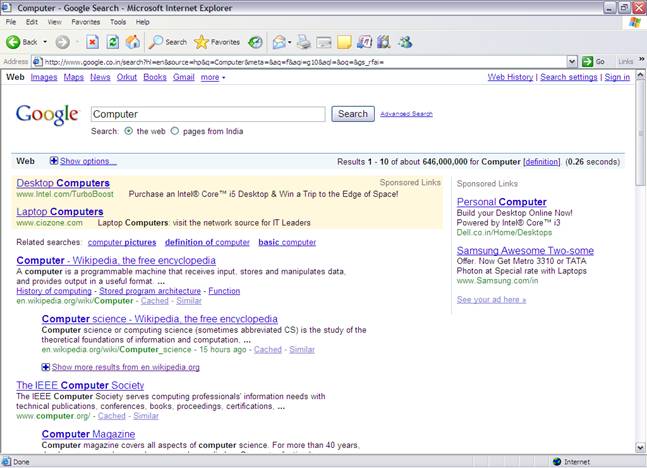 Computer - Google Search - Microsoft Internet Explorer
File Edit View Favorites Tools Help
Back Search Favorites
Address http://www.google.co.in/search?hl=en&source=hp&q=Computer&meta=&aq=f&aqi=g10&aql=&oq=&gs_rfai= Go Links »
Web Images Maps News Orkut Books Gmail more Web History | Search settings | Sign in
Google Computer Search Advanced Search
Search: the web pages from India
Web Show options... Results 1 - 10 of about 646,000,000 for Computer [definition]. (0.26 seconds)
Desktop Computers Sponsored Links
www.Intel.com/TurboBoost Purchase an Intel® Core™ i5 Desktop & Win a Trip to the Edge of Space!
Laptop Computers
www.ciozone.com Laptop Computers: visit the network source for IT Leaders
Related searches: computer pictures definition of computer basic computer
Computer - Wikipedia, the free encyclopedia
A computer is a programmable machine that receives input, stores and manipulates data,
and provides output in a useful format. ...
History of computing - Stored program architecture - Function
en.wikipedia.org/wiki/Computer - Cached - Similar
Computer science - Wikipedia, the free encyclopedia
Computer science or computing science (sometimes abbreviated CS) is the study of the
theoretical foundations of information and computation, ...
en.wikipedia.org/wiki/Computer_science - 15 hours ago - Cached - Similar
Show more results from en.wikipedia.org
The IEEE Computer Society
The IEEE Computer Society serves computing professionals' information needs with
technical publications, conferences, books, proceedings, certifications, ...
www.computer.org/ - Cached - Similar
Computer Magazine
Computer magazine covers all aspects of computer science. For more than 40 years,
Sponsored Links
Personal Computer
Build your Desktop Online Now!
Powered by Intel® Core™ i3
Dell.co.in/Home/Desktops
Samsung Awesome Two-some
Offer. Now Get Metro 3310 or TATA
Photon at Special rate with Laptops
www.Samsung.com/in
See your ad here »
Done Internet